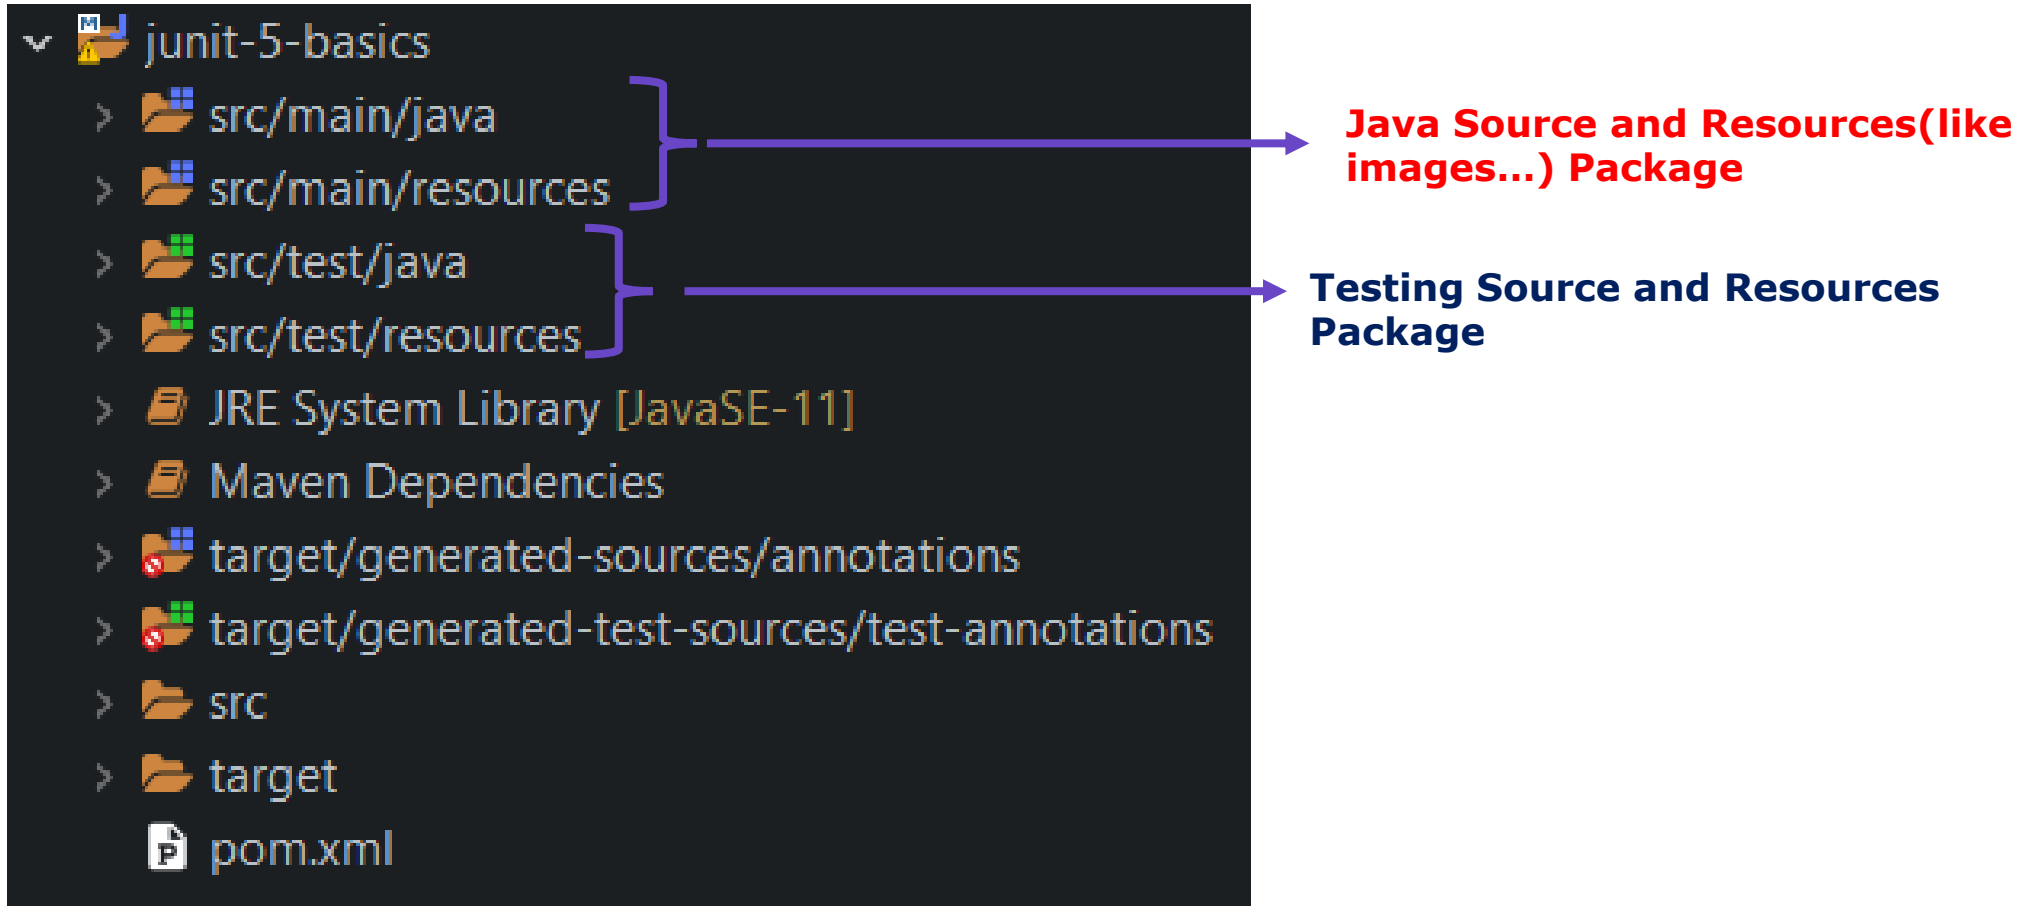 junit-5-basics
src/main/java
src/main/resources
src/test/java
src/test/resources
JRE System Library [JavaSE-11]
Maven Dependencies
target/generated-sources/annotations
target/generated-test-sources/test-annotations
src
target
pom.xml
Java Source and Resources(like
images...) Package
Testing Source and Resources
Package